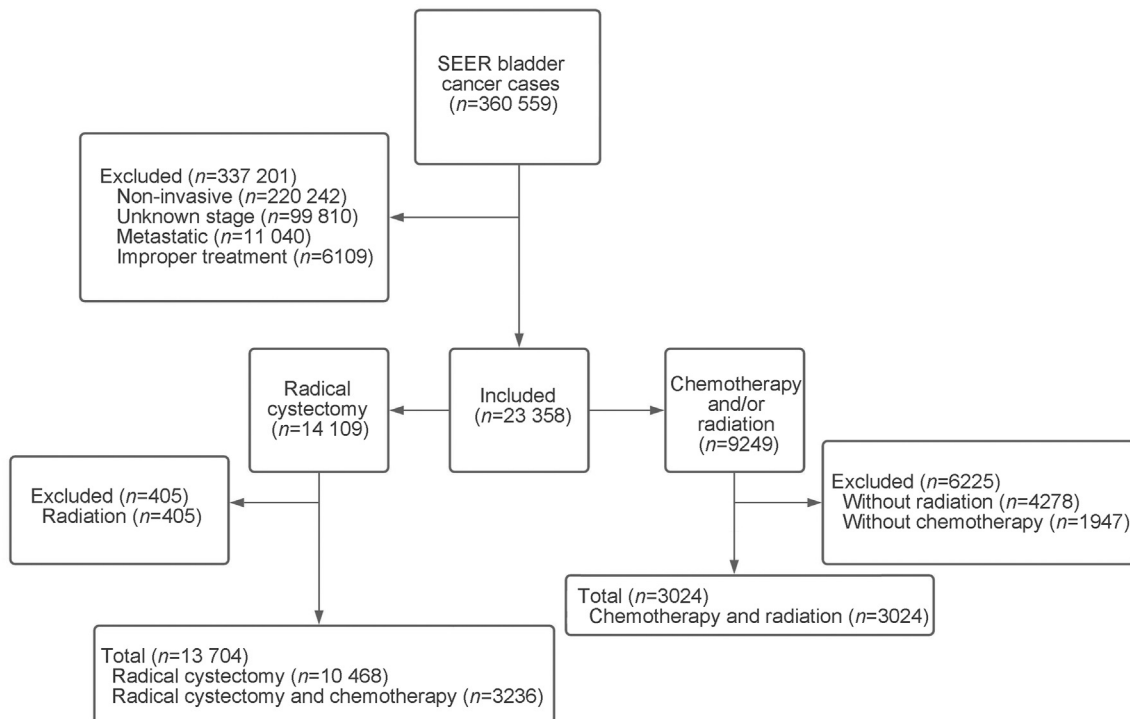 SEER bladder
cancer cases
(n=360 559)
Excluded (n=337 201)
Non-invasive (n=220 242)
Unknown stage (n=99 810)
Metastatic (n=11 040)
Improper treatment (n=6109)
Radical
cystectomy
(n=14 109)
Included
(n=23 358)
Chemotherapy
and/or
radiation
(n=9249)
Excluded (n=405)
Radiation (n=405)
Excluded (n=6225)
Without radiation (n=4278)
Without chemotherapy (n=1947)
Total (n=3024)
Chemotherapy and radiation (n=3024)
Total (n=13 704)
Radical cystectomy (n=10 468)
Radical cystectomy and chemotherapy (n=3236)